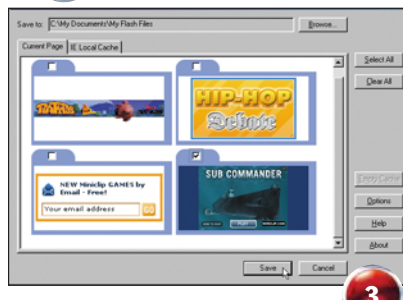 Save to: C:\My Documents\My Flash Files
Browse...
Current Page
IE Local Cache
Select All
Clear All
HIP-HOP
Debate
NEW Miniclip GAMES by
Email - Free!
Your email address
GO
SUB COMMANDER
PLAY
Empty Cache
Options
Help
About
Save
Cancel
3